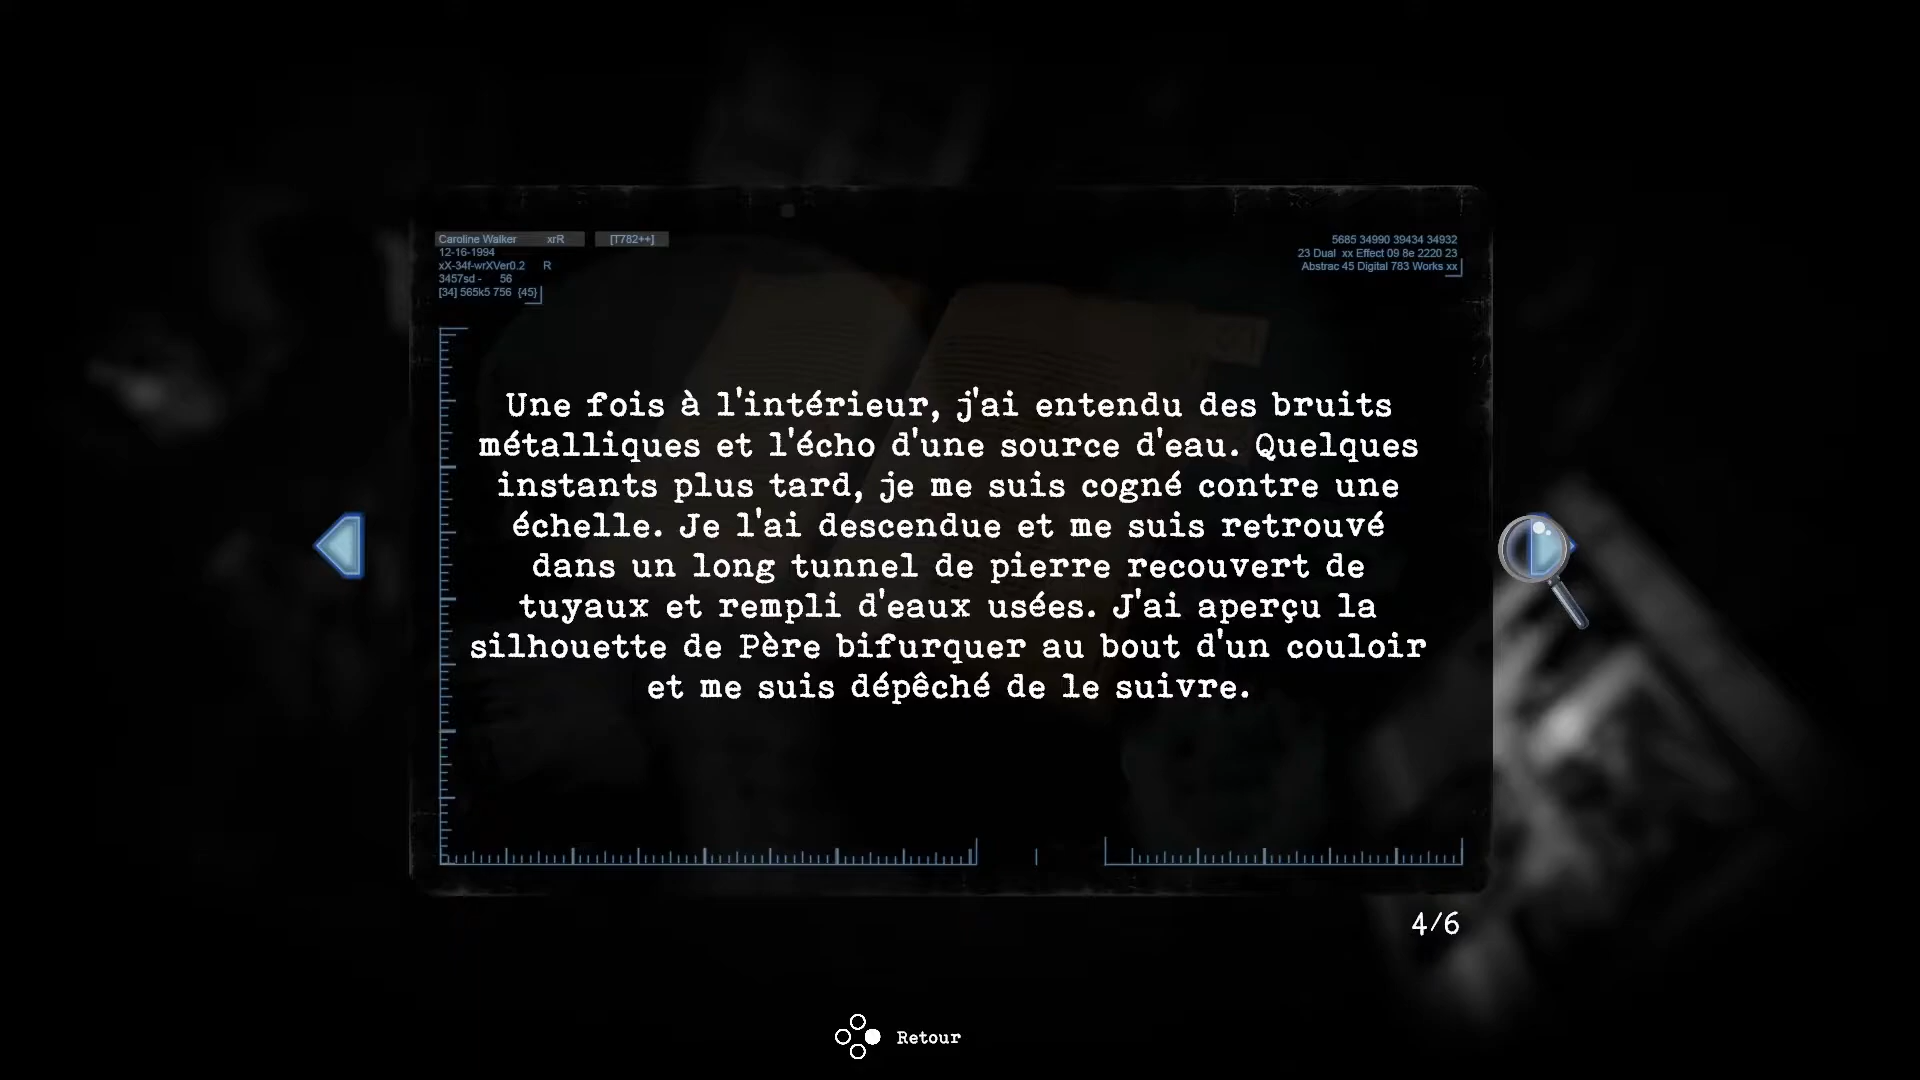 Caroline Walker xrR [T782++]
12-16-1994
xX-34f-wrXVer0.2 R
3457sd - 56
[34] 565k5 756 {45}
5685 34990 39434 34932
23 Dual xx Effect 09 8e 2220 23
Abstrac 45 Digital 783 Works xx
Une fois à l'intérieur, j'ai entendu des bruits
métalliques et l'écho d'une source d'eau. Quelques
instants plus tard, je me suis cogné contre une
échelle. Je l'ai descendue et me suis retrouvé
dans un long tunnel de pierre recouvert de
tuyaux et rempli d'eaux usées. J'ai aperçu la
silhouette de Père bifurquer au bout d'un couloir
et me suis dépêché de le suivre.
4/6
Retour